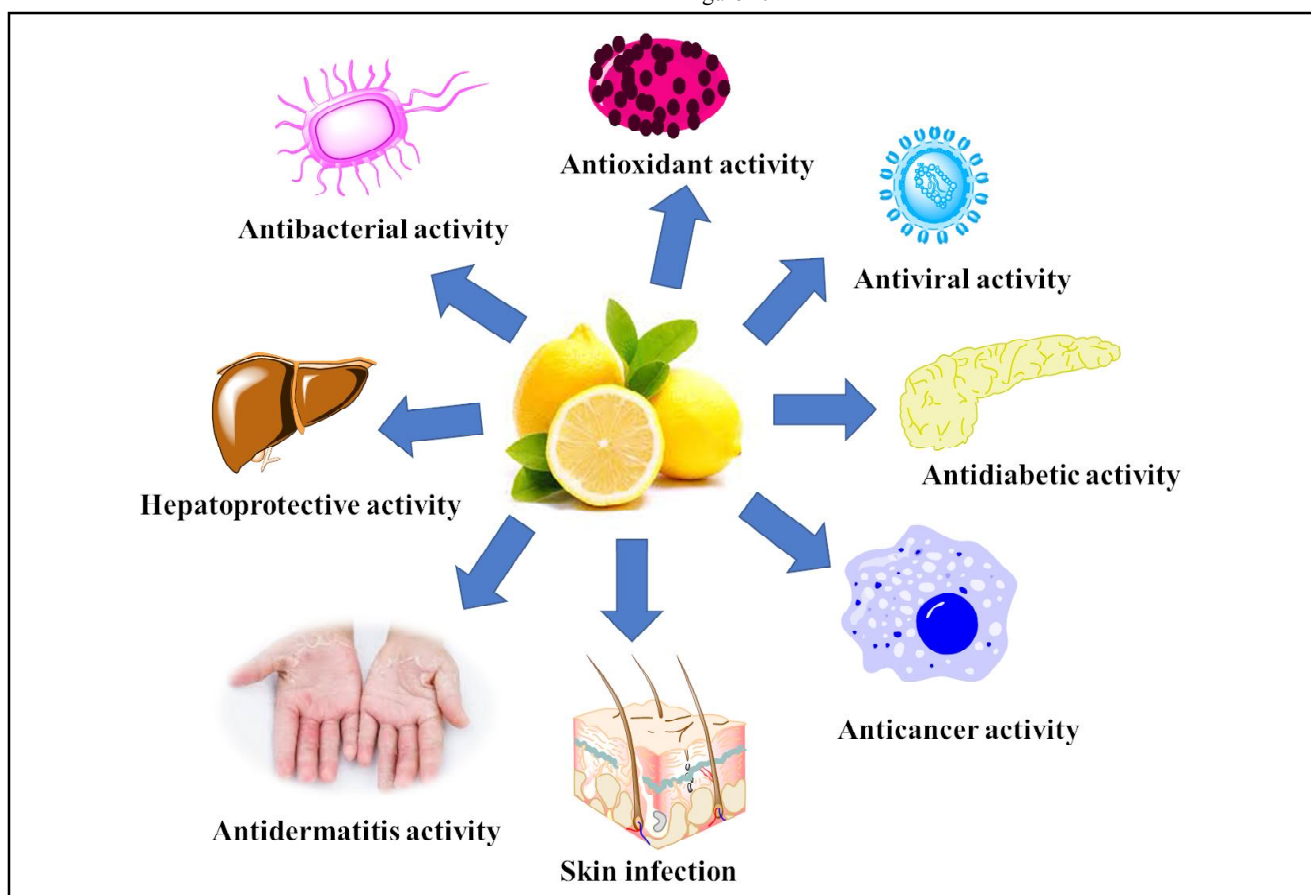 Antioxidant activity
Antibacterial activity
Antiviral activity
Antidiabetic activity
Hepatoprotective activity
Anticancer activity
Antidermatitis activity
Skin infection